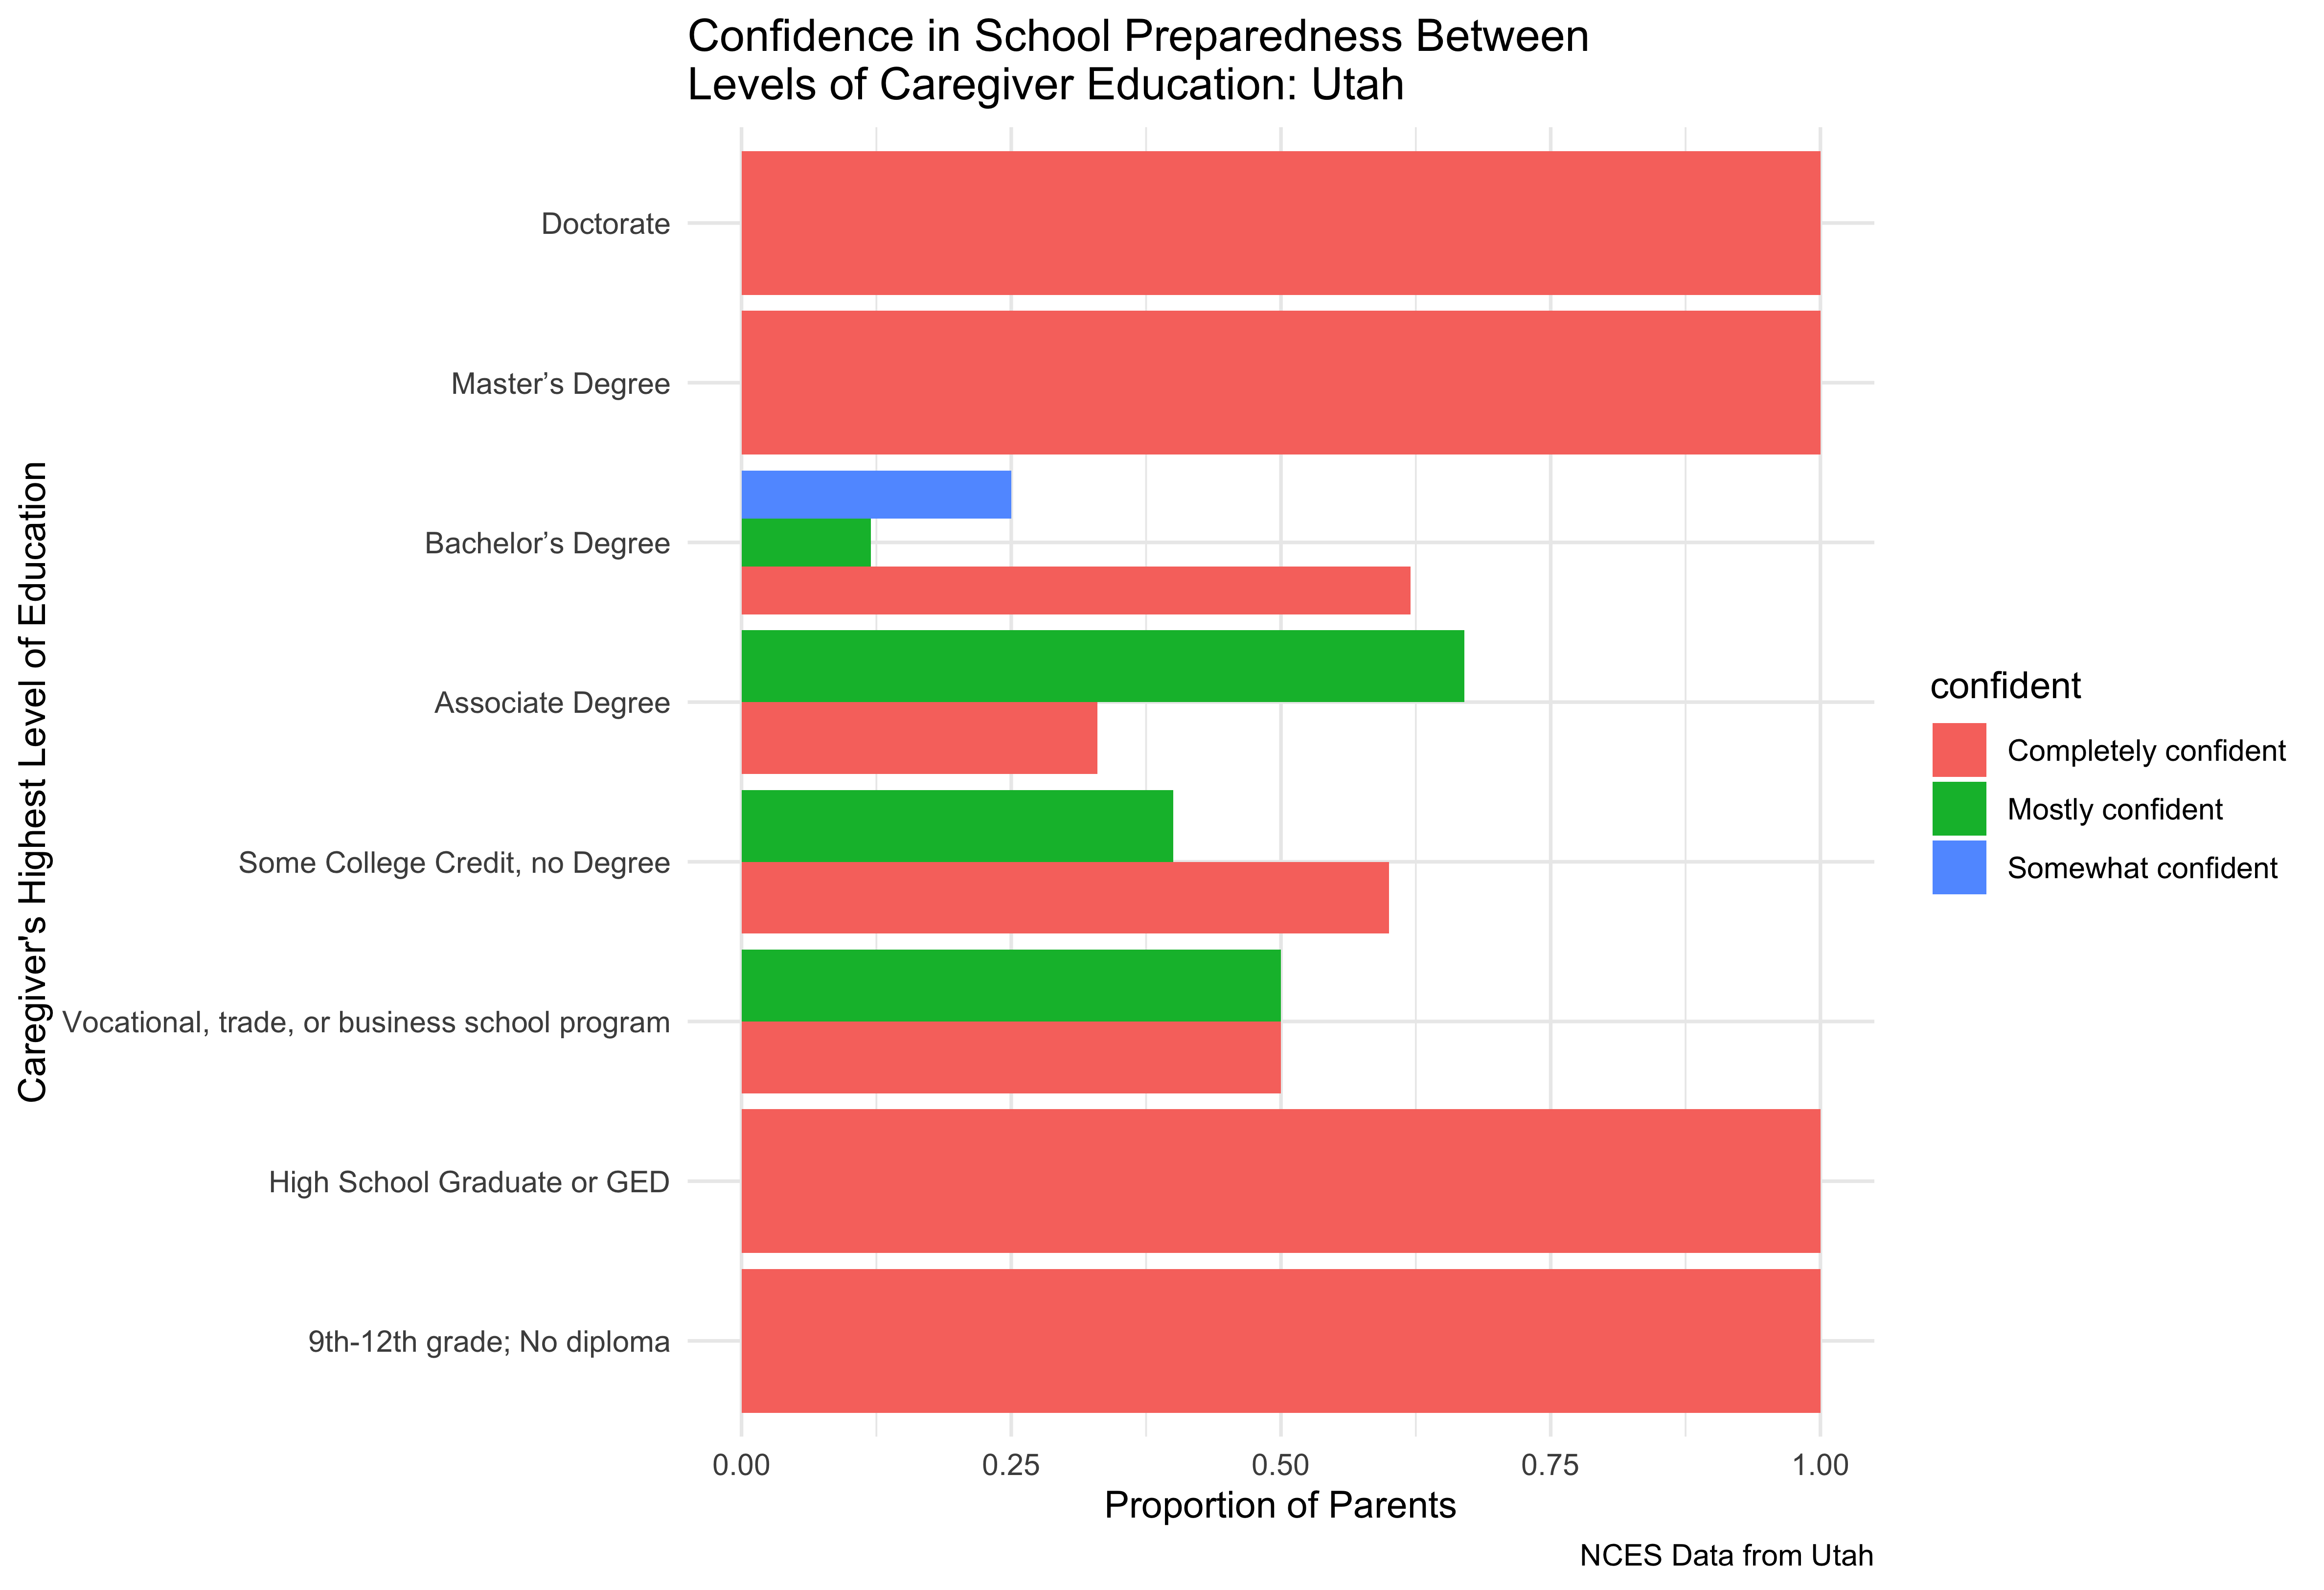 Confidence in School Preparedness Between
Levels of Caregiver Education: Utah
Caregiver's Highest Level of Education
Doctorate
Master’s Degree
Bachelor’s Degree
Associate Degree
Some College Credit, no Degree
Vocational, trade, or business school program
High School Graduate or GED
9th-12th grade; No diploma
0.00 0.25 0.50 0.75 1.00
Proportion of Parents
confident
Completely confident
Mostly confident
Somewhat confident
NCES Data from Utah